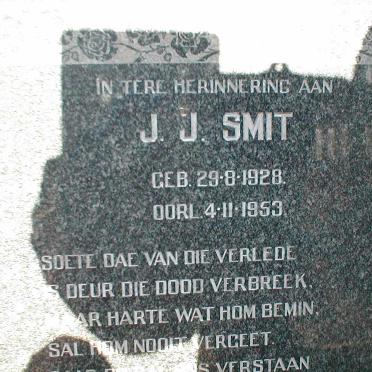 IN TERE HERINNERING AAN
J. J. SMIT
GEB. 29-8-1928.
OORL. 4-11-1953.
SOETE DAE VAN DIE VERLEDE
DEUR DIE DOOD VERBREEK,
HARTE WAT HOM BEMIN,
SAL HOM NOOIT VERGEET.
VERSTAAN